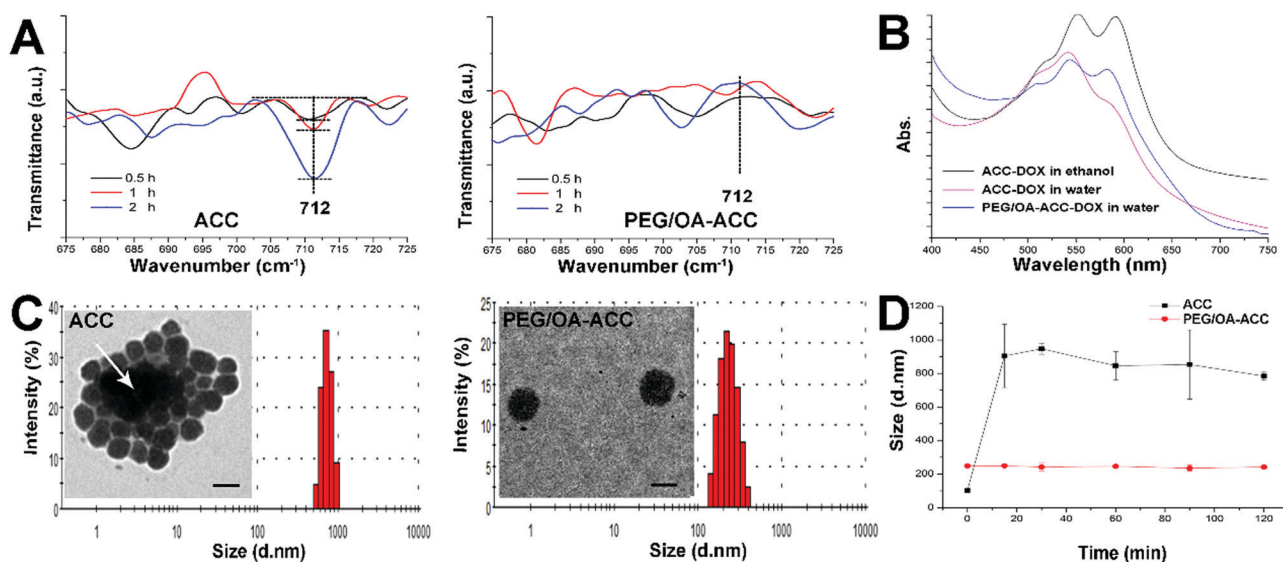 A
Transmittance (a.u.)
0.5 h
1 h
2 h
ACC
712
675 680 685 690 695 700 705 710 715 720 725
Wavenumber (cm⁻¹)
Transmittance (a.u.)
0.5 h
1 h
2 h
PEG/OA-ACC
712
675 680 685 690 695 700 705 710 715 720 725
Wavenumber (cm⁻¹)
B
Abs.
ACC-DOX in ethanol
ACC-DOX in water
PEG/OA-ACC-DOX in water
400 450 500 550 600 650 700 750
Wavelength (nm)
C
ACC
Intensity (%)
50
40
30
20
10
0
1 10 100 1000 10000
Size (d.nm)
PEG/OA-ACC
Intensity (%)
25
20
15
10
5
0
1 10 100 1000 10000
Size (d.nm)
D
ACC
PEG/OA-ACC
Size (d.nm)
1200
1000
800
600
400
200
0
0 20 40 60 80 100 120
Time (min)